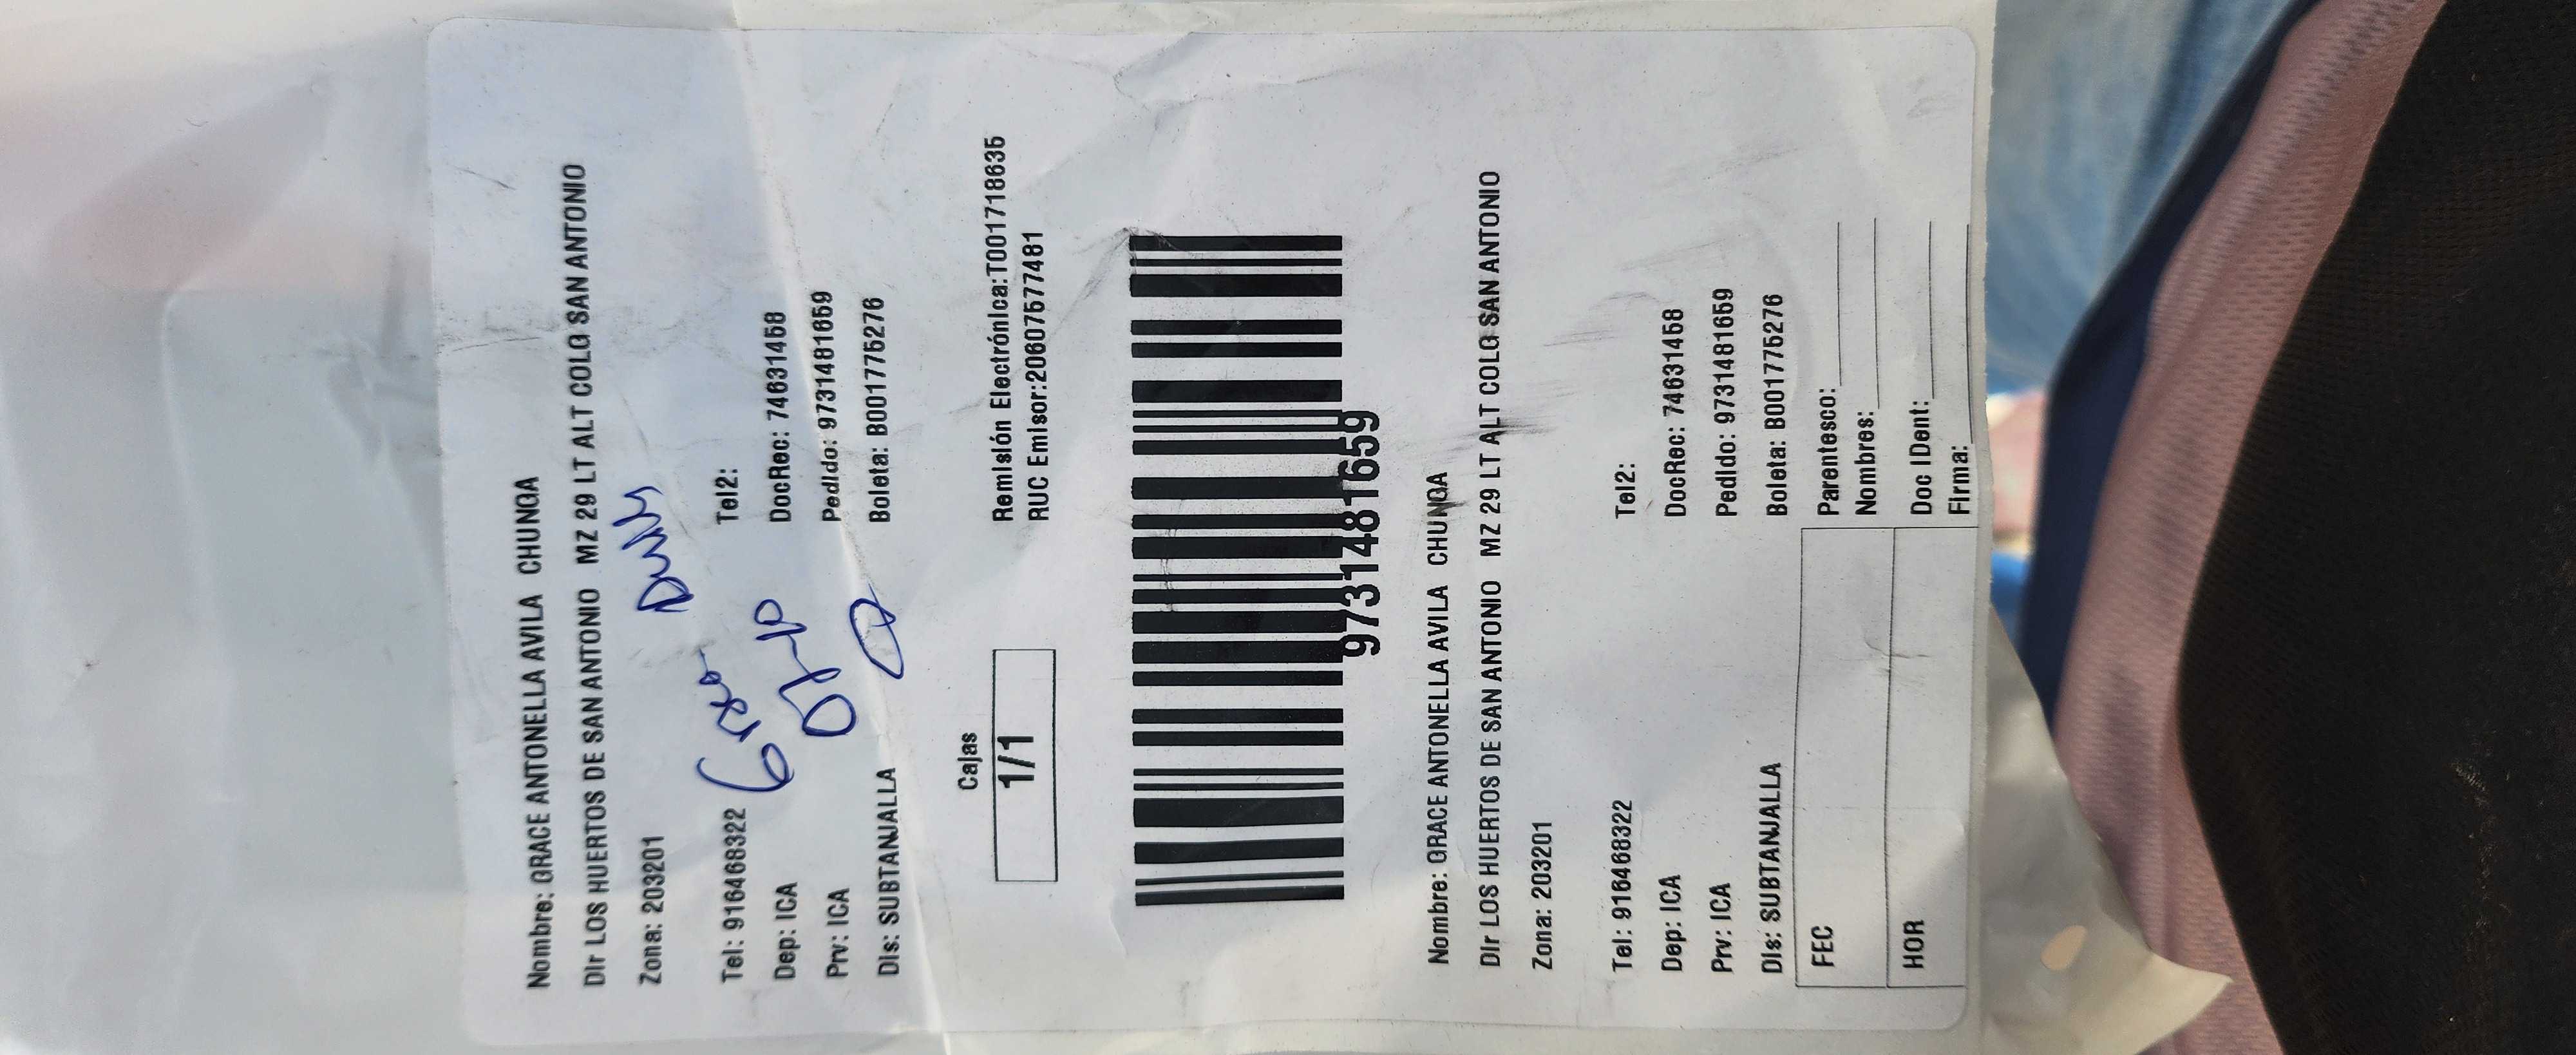 Nombre: GRACE ANTONELLA AVILA CHUNGA
Dir LOS HUERTOS DE SAN ANTONIO MZ 29 LT ALT COLG SAN ANTONIO
Zona: 203201
Tel: 916468322 Tel2:
Dep: ICA DocRec: 74631458
Prv: ICA Pedido: 9731481659
Dis: SUBTANJALLA Boleta: B001775276
Cajas
1/1
Remisión Electrónica:T001718635
RUC Emisor:20607577481
9731481659
Nombre: GRACE ANTONELLA AVILA CHUNGA
Dir LOS HUERTOS DE SAN ANTONIO MZ 29 LT ALT COLG SAN ANTONIO
Zona: 203201
Tel: 916468322 Tel2:
Dep: ICA DocRec: 74631458
Prv: ICA Pedido: 9731481659
Dis: SUBTANJALLA Boleta: B001775276
FEC Parentesco:
Nombres:
HOR Doc IDent:
Firma: